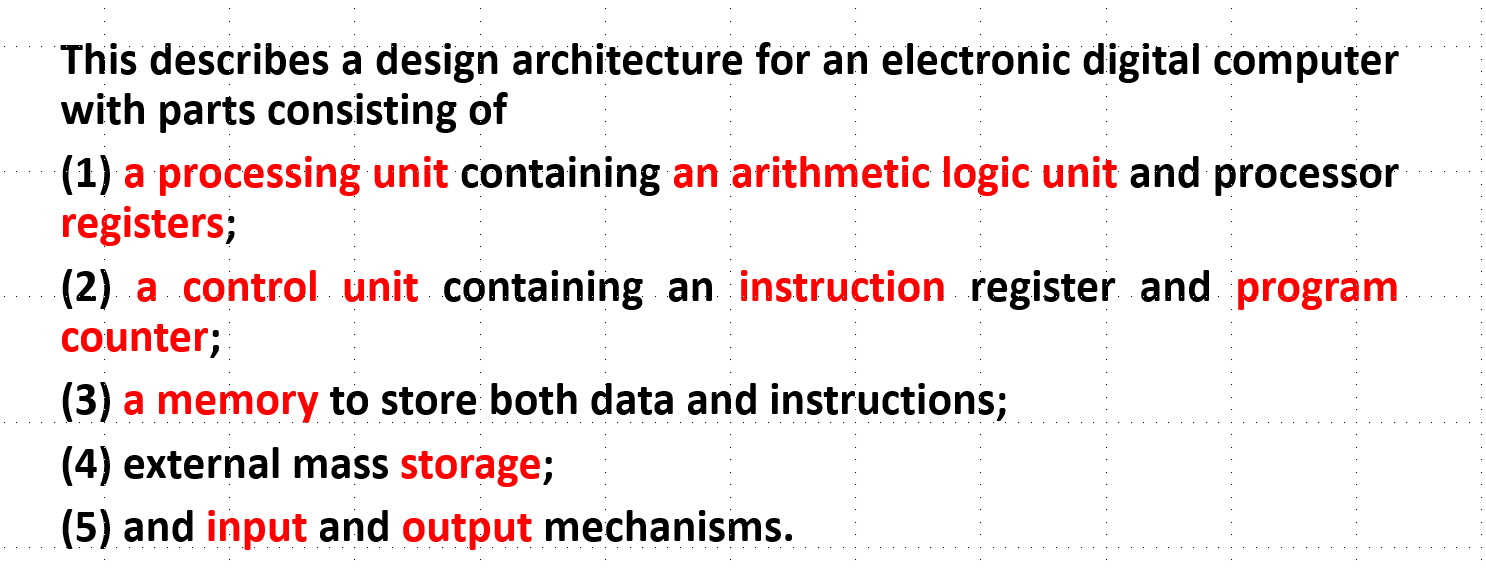 This describes a design architecture for an electronic digital computer
with parts consisting of
(1) a processing unit containing an arithmetic logic unit and processor
registers;
(2) a control unit containing an instruction register and program
counter;
(3) a memory to store both data and instructions;
(4) external mass storage;
(5) and input and output mechanisms.